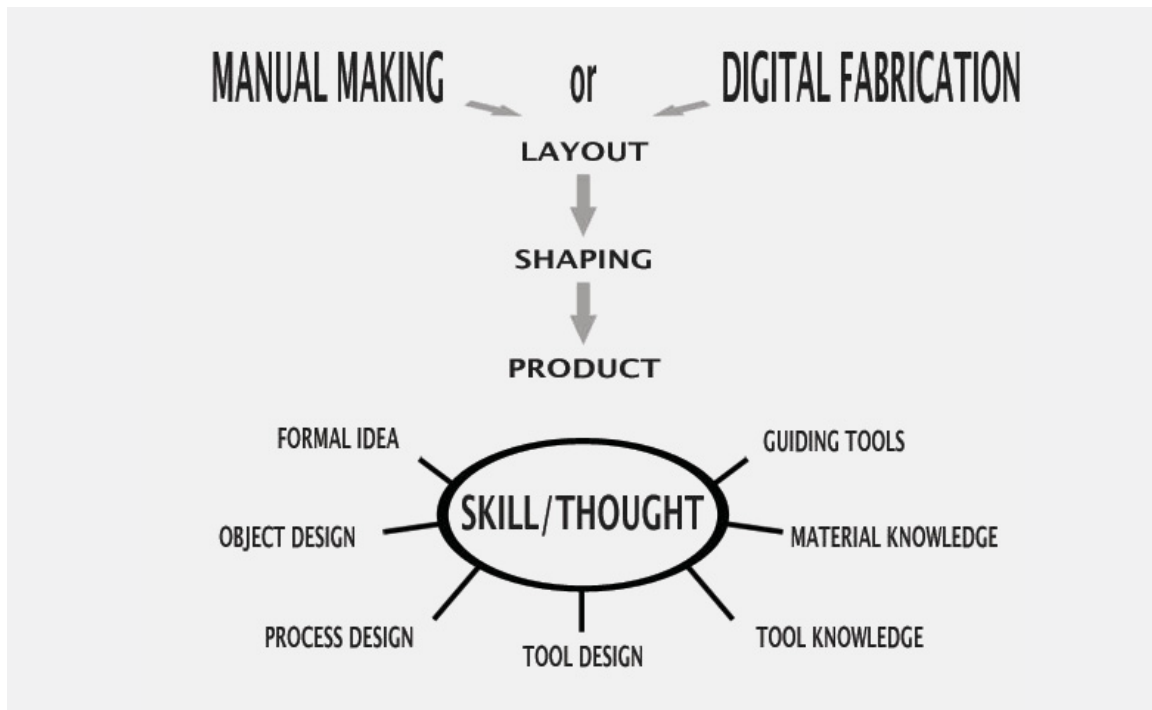 MANUAL MAKING or DIGITAL FABRICATION
LAYOUT
SHAPING
PRODUCT
FORMAL IDEA
GUIDING TOOLS
SKILL/THOUGHT
OBJECT DESIGN
MATERIAL KNOWLEDGE
PROCESS DESIGN
TOOL KNOWLEDGE
TOOL DESIGN